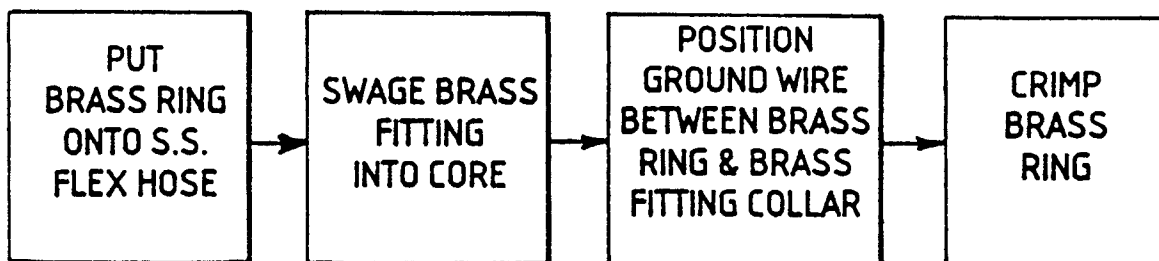 PUT
BRASS RING
ONTO S.S.
FLEX HOSE
SWAGE BRASS
FITTING
INTO CORE
POSITION
GROUND WIRE
BETWEEN BRASS
RING & BRASS
FITTING COLLAR
CRIMP
BRASS
RING